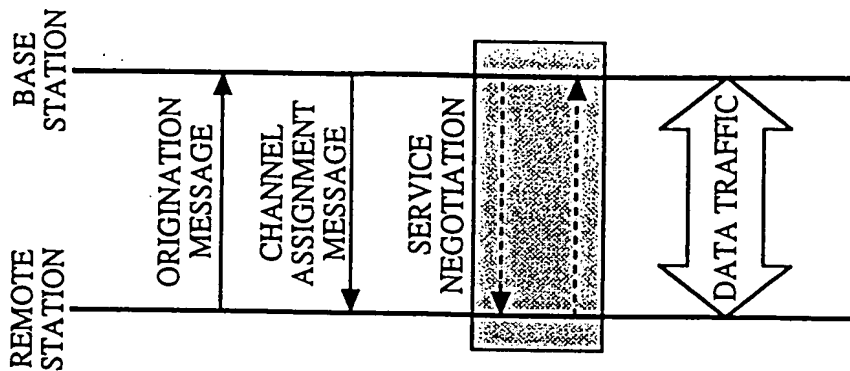 REMOTE
STATION
BASE
STATION
ORIGINATION
MESSAGE
CHANNEL
ASSIGNMENT
MESSAGE
SERVICE
NEGOTIATION
DATA TRAFFIC